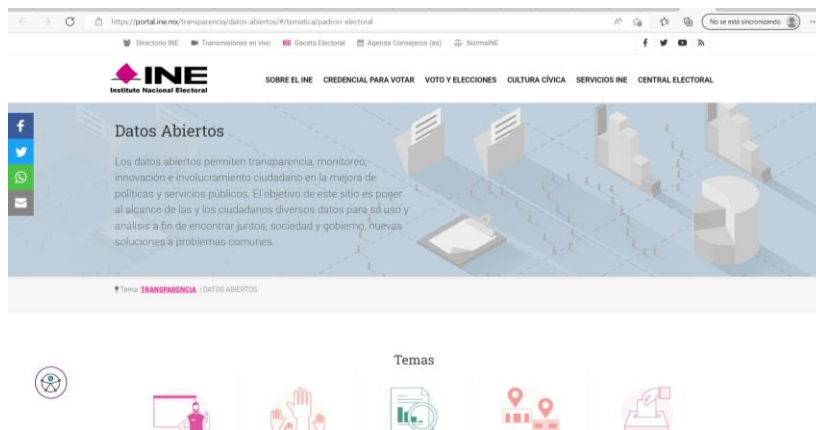 https://portal.ine.mx/transparencia/datos-abiertos/#/tematica/padron-electoral
No se está sincronizando
Directorio INE Transmisiones en vivo Gaceta Electoral Agenda Consejeros (as) NormaINE
INE
Instituto Nacional Electoral
SOBRE EL INE CREDENCIAL PARA VOTAR VOTO Y ELECCIONES CULTURA CÍVICA SERVICIOS INE CENTRAL ELECTORAL
Datos Abiertos
Los datos abiertos permiten transparencia, monitoreo,
innovación e involucramiento ciudadano en la mejora de
políticas y servicios públicos. El objetivo de este sitio es poner
al alcance de las y los ciudadanos diversos datos para su uso y
análisis a fin de encontrar juntos, sociedad y gobierno, nuevas
soluciones a problemas comunes.
Tema: TRANSPARENCIA | DATOS ABIERTOS
Temas